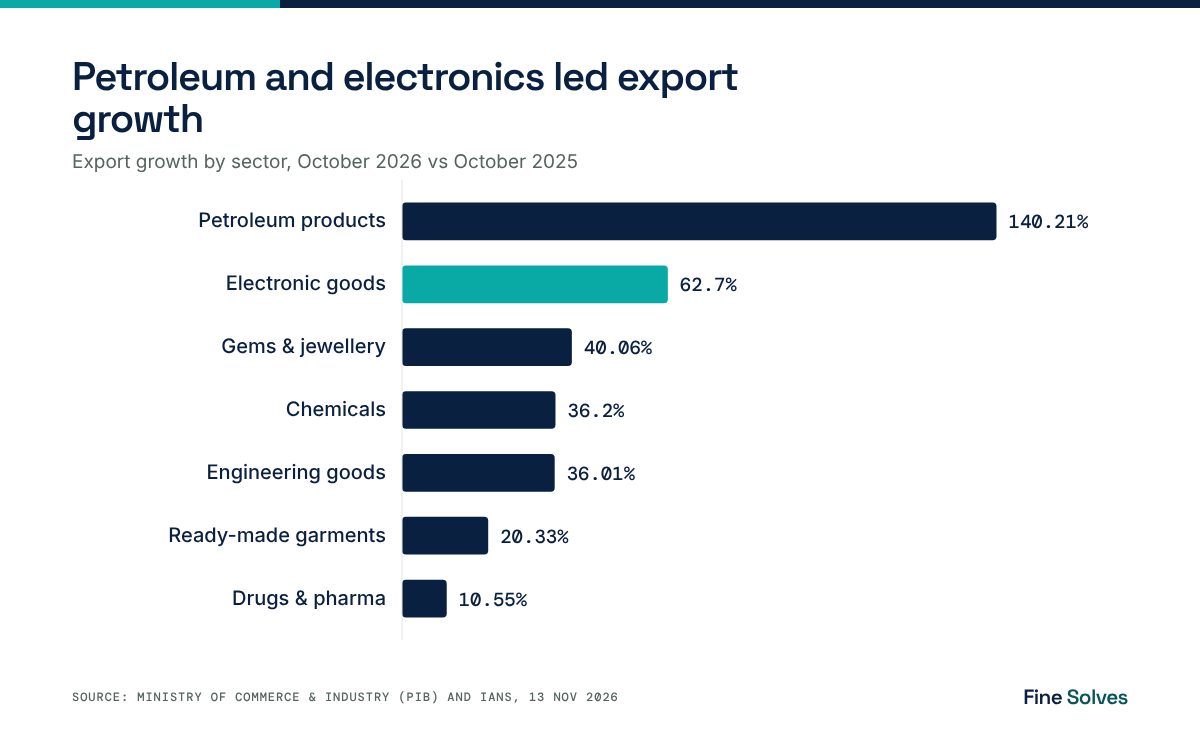 Petroleum and electronics led export
growth
Export growth by sector, October 2026 vs October 2025
Petroleum products 140.21%
Electronic goods 62.7%
Gems & jewellery 40.06%
Chemicals 36.2%
Engineering goods 36.01%
Ready-made garments 20.33%
Drugs & pharma 10.55%
SOURCE: MINISTRY OF COMMERCE & INDUSTRY (PIB) AND IANS, 13 NOV 2026
Fine Solves